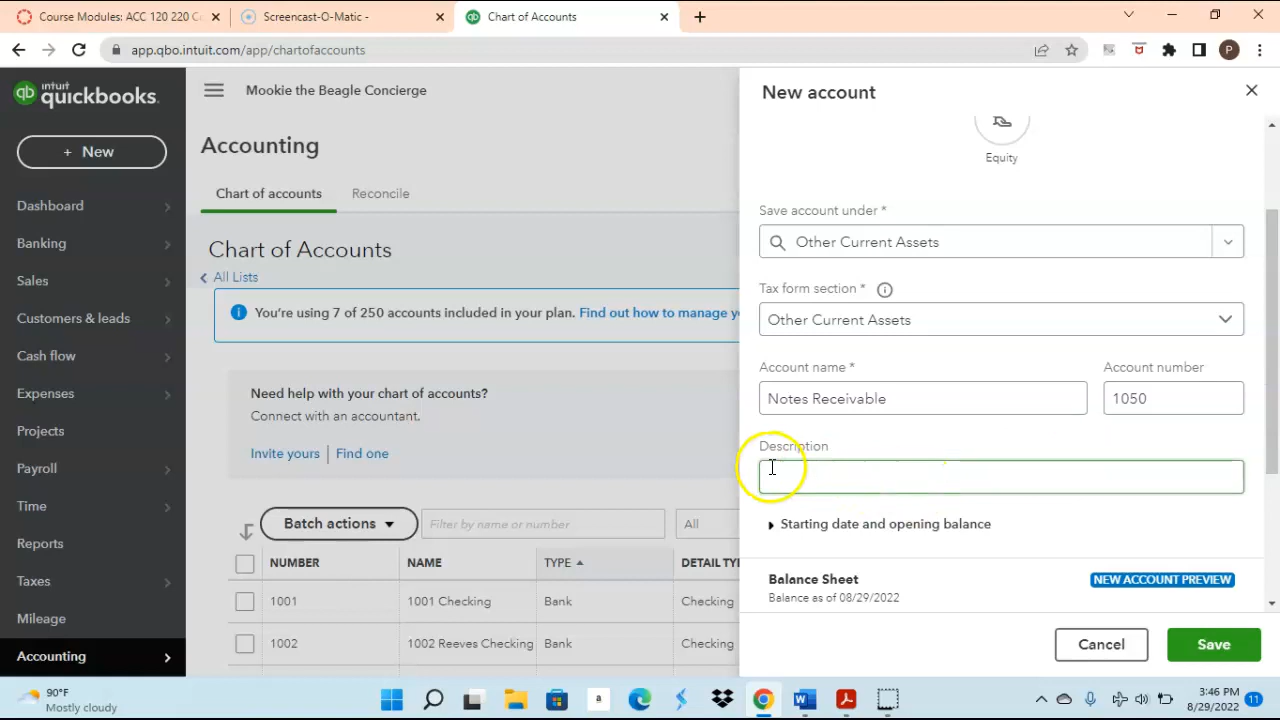 Course Modules: ACC 120 220 C
Screencast-O-Matic -
Chart of Accounts
app.qbo.intuit.com/app/chartofaccounts
P
intuit
quickbooks.
qb
+ New
Dashboard
Banking
Sales
Customers & leads
Cash flow
Expenses
Projects
Payroll
Time
Reports
Taxes
Mileage
Accounting
Mookie the Beagle Concierge
Accounting
Chart of accounts
Reconcile
Chart of Accounts
All Lists
You're using 7 of 250 accounts included in your plan. Find out how to manage yo
Need help with your chart of accounts?
Connect with an accountant.
Invite yours
Find one
Batch actions
Filter by name or number
All
NUMBER NAME TYPE DETAIL TY
1001 1001 Checking Bank Checking
1002 1002 Reeves Checking Bank Checking
New account
Equity
Save account under *
Other Current Assets
Tax form section *
Other Current Assets
Account name *
Account number
Notes Receivable
1050
Description
Starting date and opening balance
Balance Sheet
NEW ACCOUNT PREVIEW
Balance as of 08/29/2022
Cancel
Save
90°F
Mostly cloudy
a
3:46 PM
8/29/2022
11